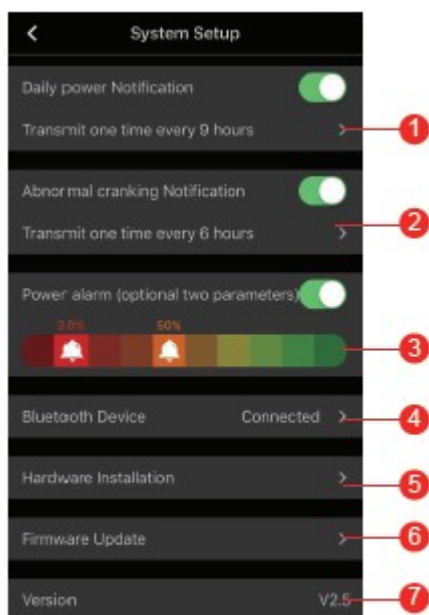 System Setup
Daily power Notification
Transmit one time every 9 hours
1
Abnormal cranking Notification
2
Transmit one time every 6 hours
Power alarm (optional two parameters)
20% 50%
3
Bluetooth Device Connected
4
Hardware Installation
5
Firmware Update
6
Version V2.5
7